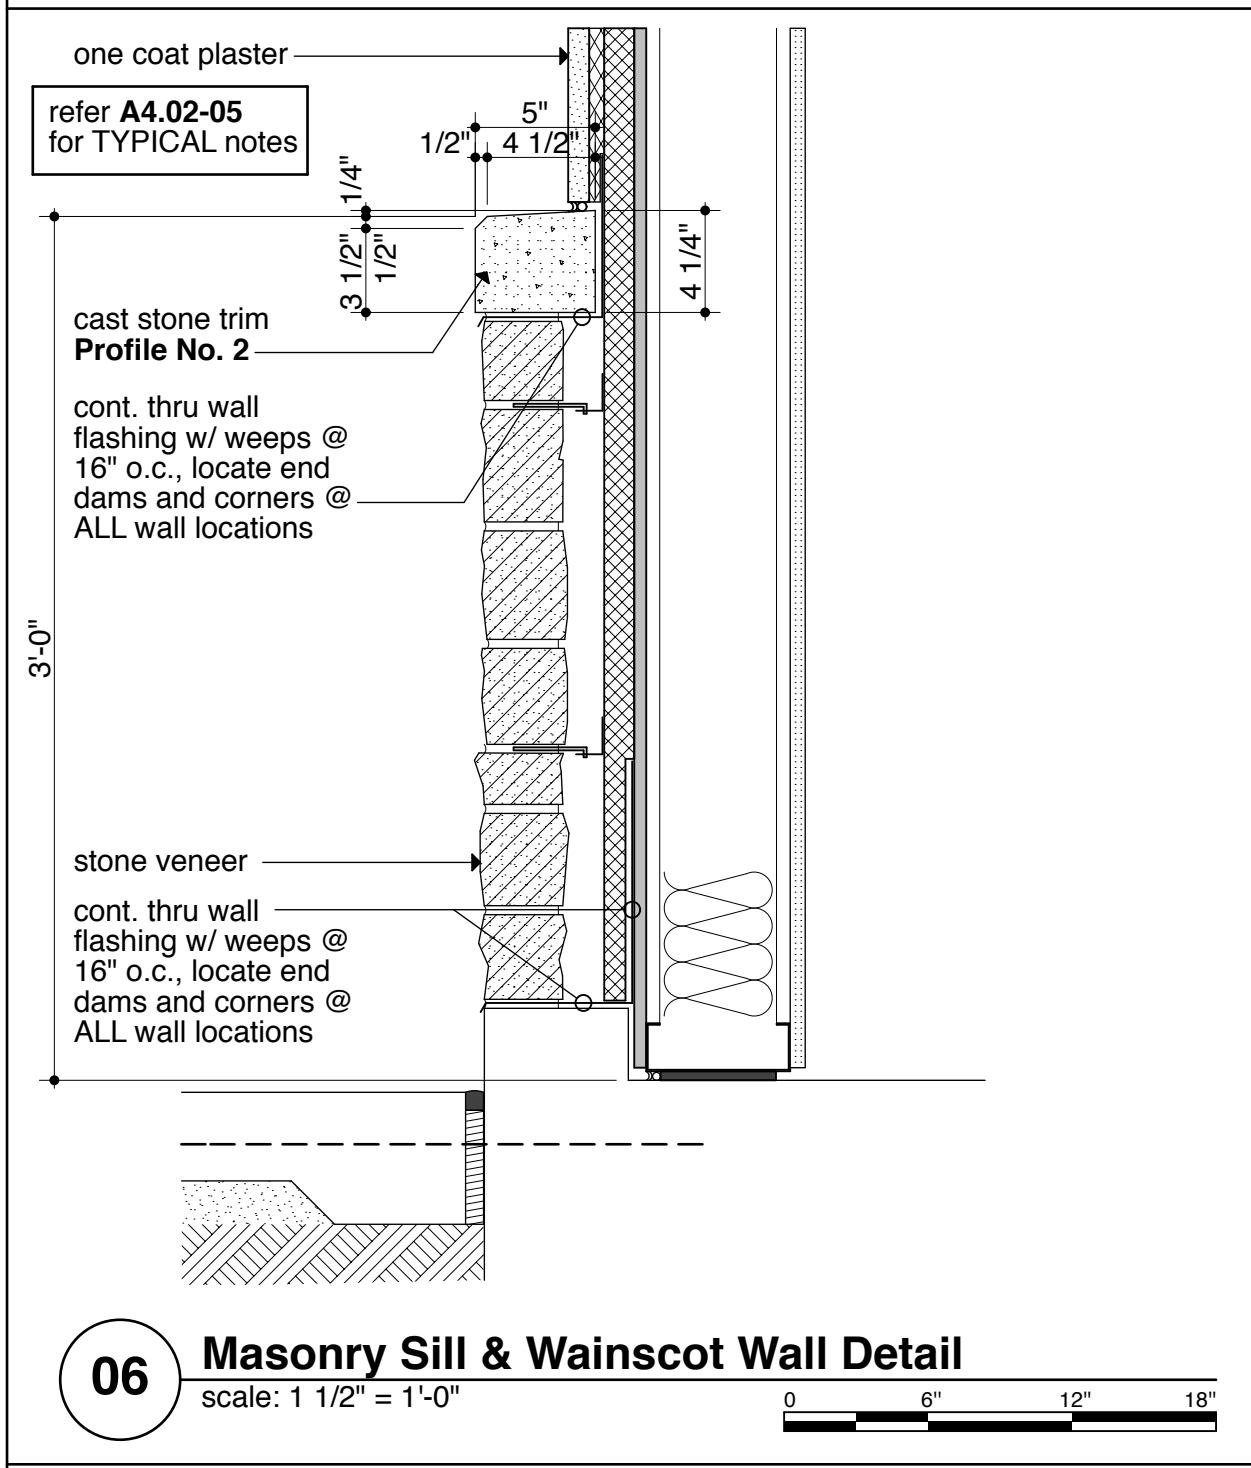 one coat plaster
refer A4.02-05
for TYPICAL notes
5"
1/2"
4 1/2"
1/4"
3 1/2"
1/2"
4 1/4"
cast stone trim
Profile No. 2
cont. thru wall
flashing w/ weeps @
16" o.c., locate end
dams and corners @
ALL wall locations
3'-0"
stone veneer
cont. thru wall
flashing w/ weeps @
16" o.c., locate end
dams and corners @
ALL wall locations
06
Masonry Sill & Wainscot Wall Detail
scale: 1 1/2" = 1'-0"
0 6" 12" 18"